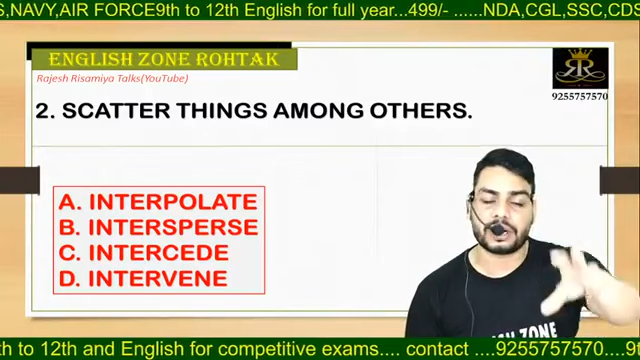 S,NAVY,AIR FORCE9th to 12th English for full year...499/- ......NDA,CGL,SSC,CDS
ENGLISH ZONE ROHTAK
Rajesh Risamiya Talks(YouTube)
RR
9255757570
2. SCATTER THINGS AMONG OTHERS.
A. INTERPOLATE
B. INTERSPERSE
C. INTERCEDE
D. INTERVENE
ZONE
th to 12th and English for competitive exams.... contact ....9255757570....9